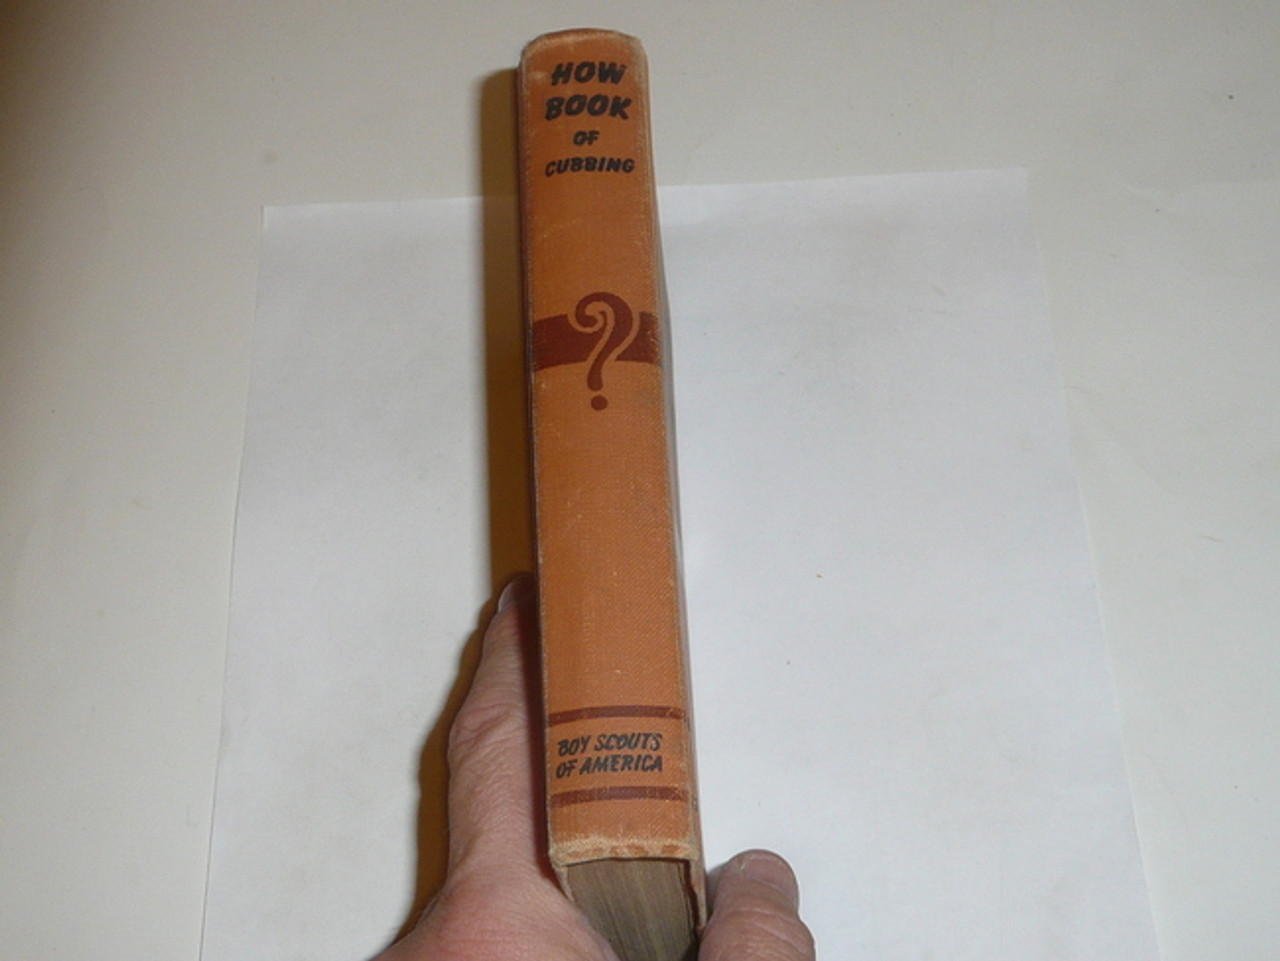 HOW
BOOK
OF
CUBBING
?
BOY SCOUTS
OF AMERICA